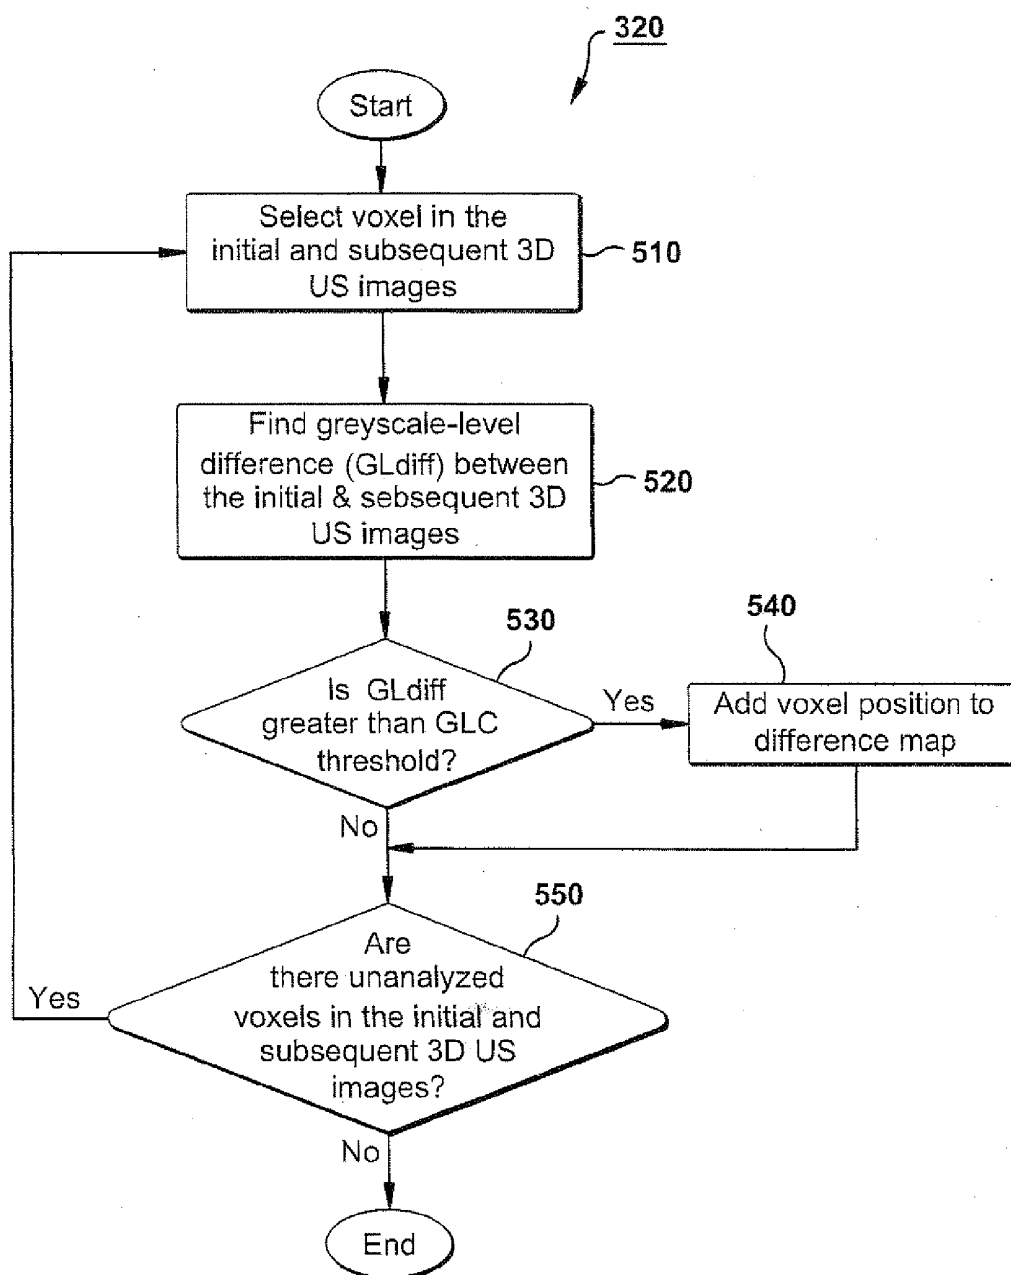 320
Start
Select voxel in the
initial and subsequent 3D
US images
510
Find greyscale-level
difference (GLdiff) between
the initial & sebsequent 3D
US images
520
530
Is GLdiff
greater than GLC
threshold?
Yes
540
Add voxel position to
difference map
No
550
Are
there unanalyzed
voxels in the initial and
subsequent 3D US
images?
Yes
No
End